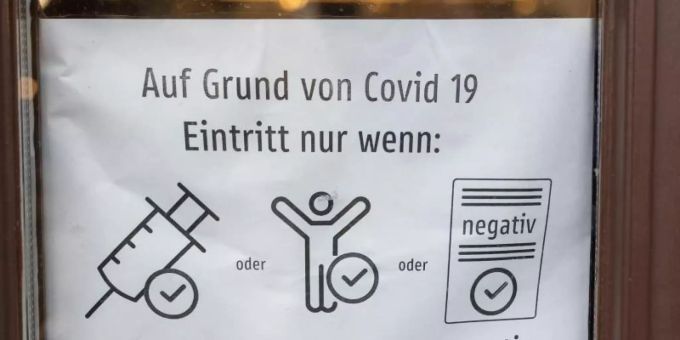 Auf Grund von Covid 19
Eintritt nur wenn:
negativ
oder oder